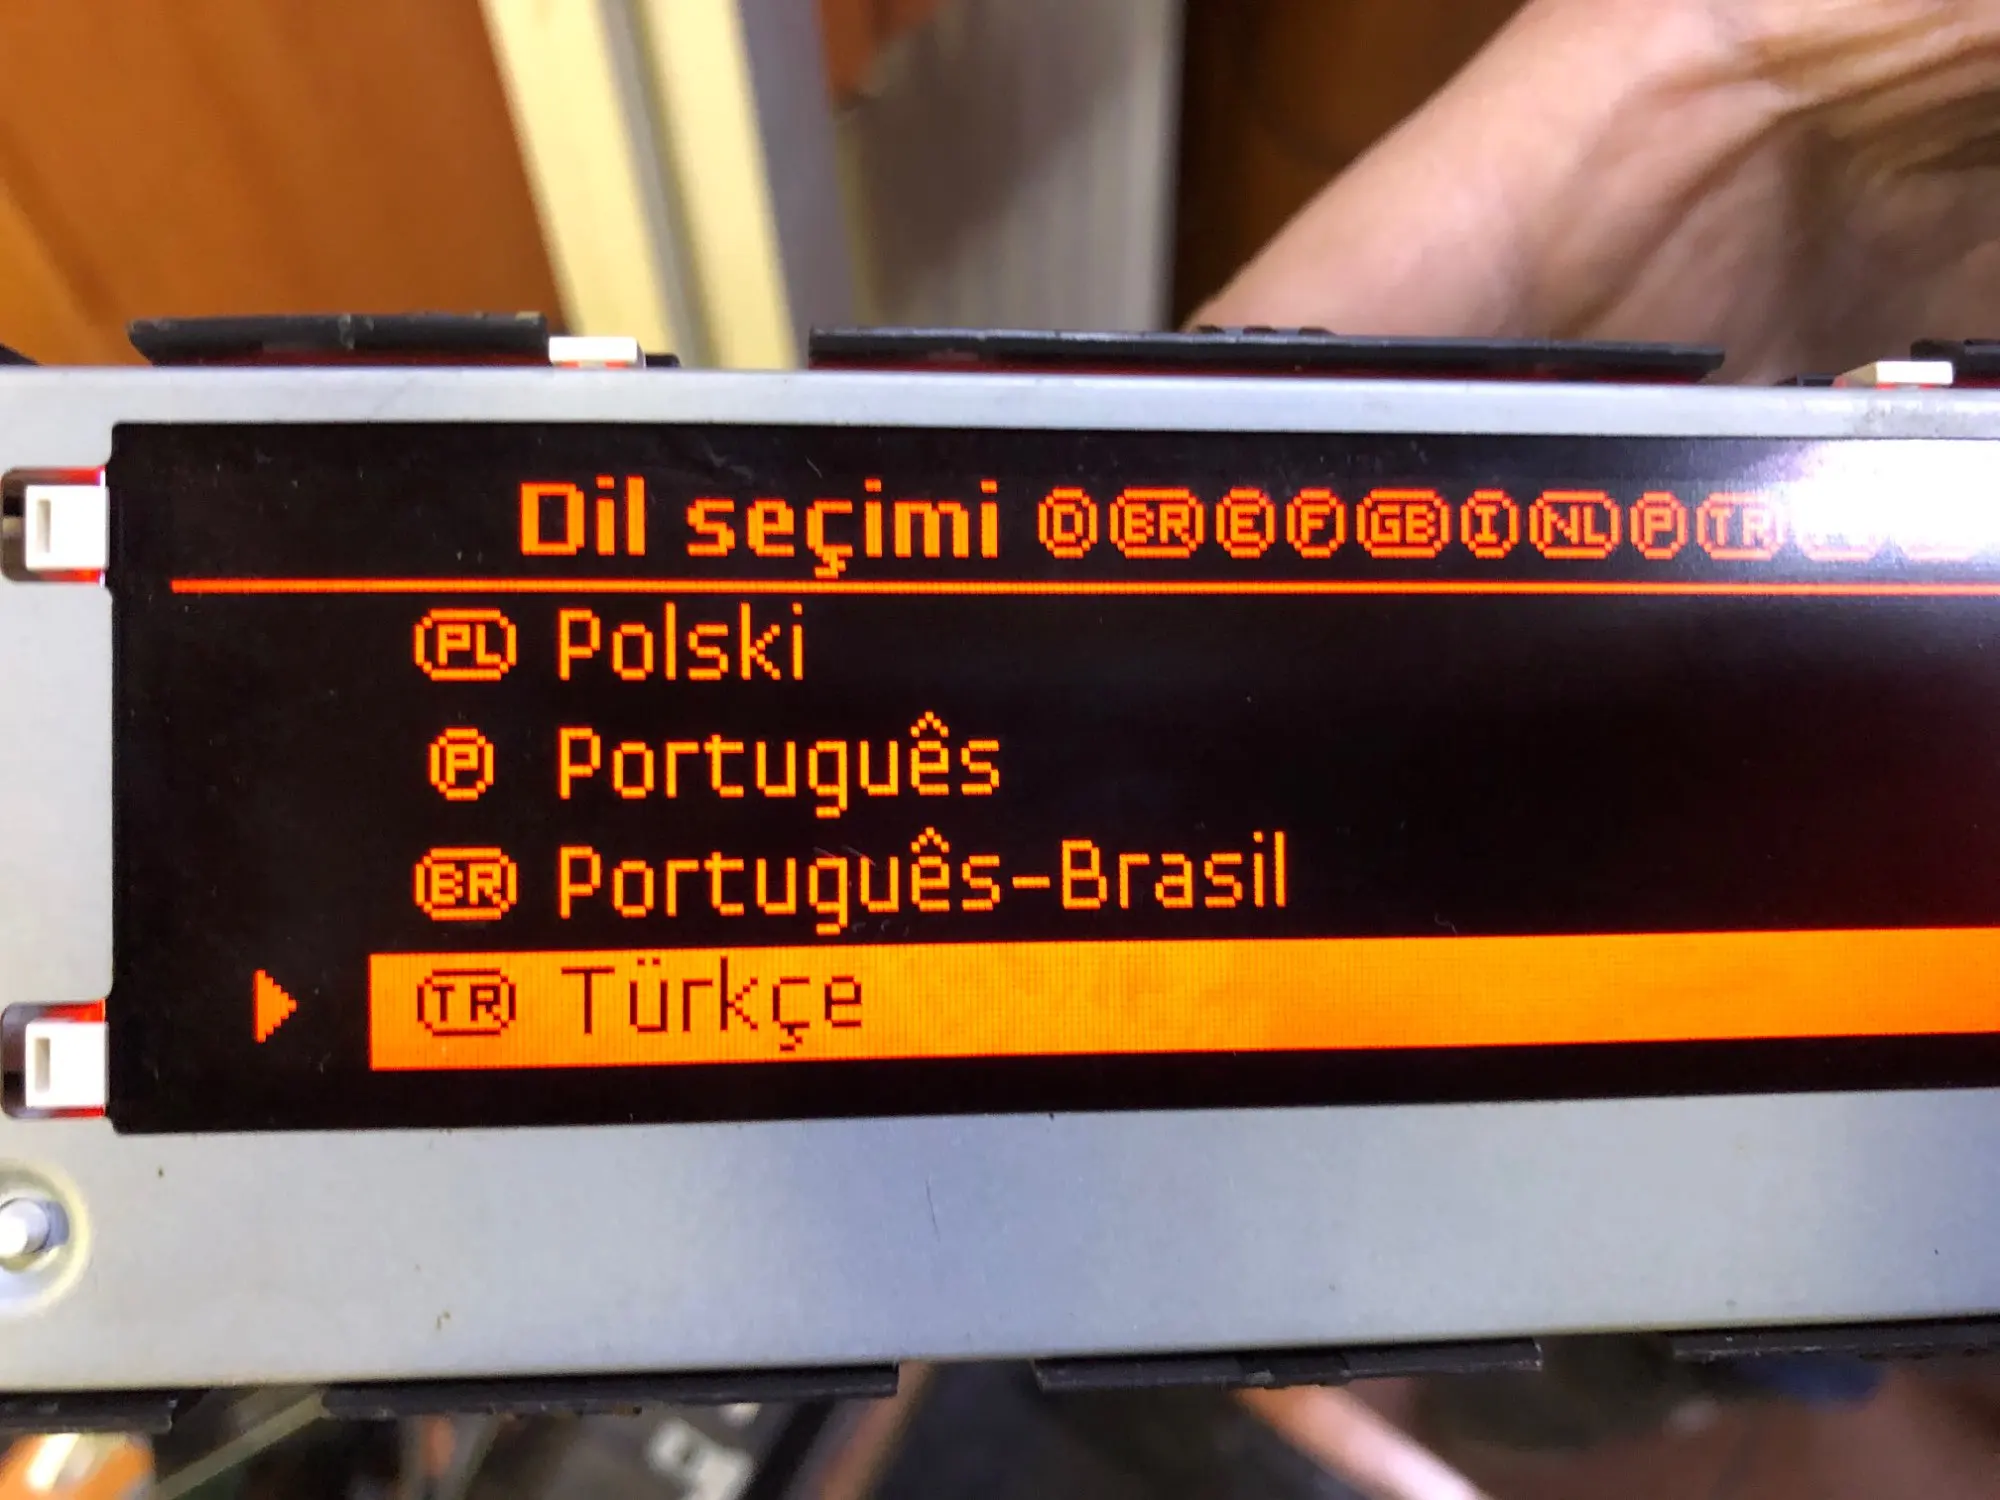 Dil seçimi D BR E F GB I NL P TR
PL Polski
P Português
BR Português-Brasil
TR Türkçe